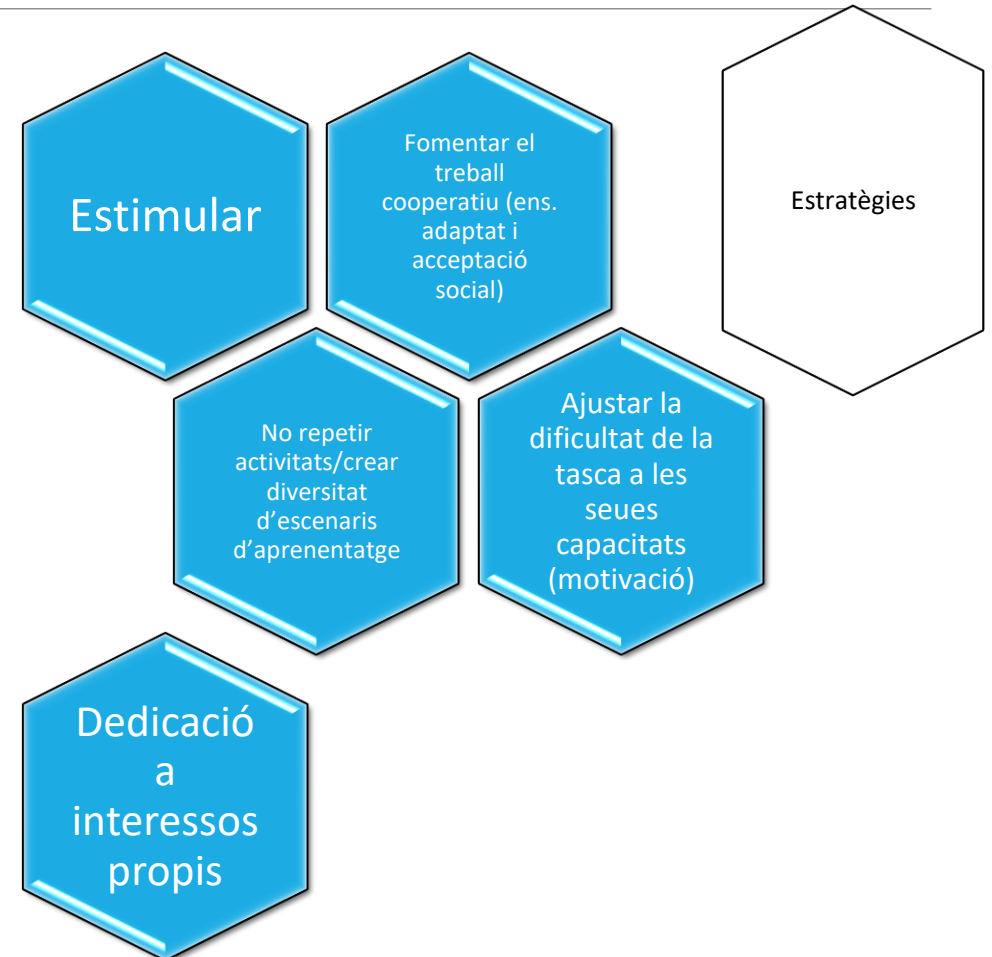 Estimular
Fomentar el
treball
cooperatiu (ens.
adaptat i
acceptació
social)
Estratègies
No repetir
activitats/crear
diversitat
d’escenaris
d’aprenentatge
Ajustar la
dificultat de la
tasca a les
seues
capacitats
(motivació)
Dedicació
a
interessos
propis